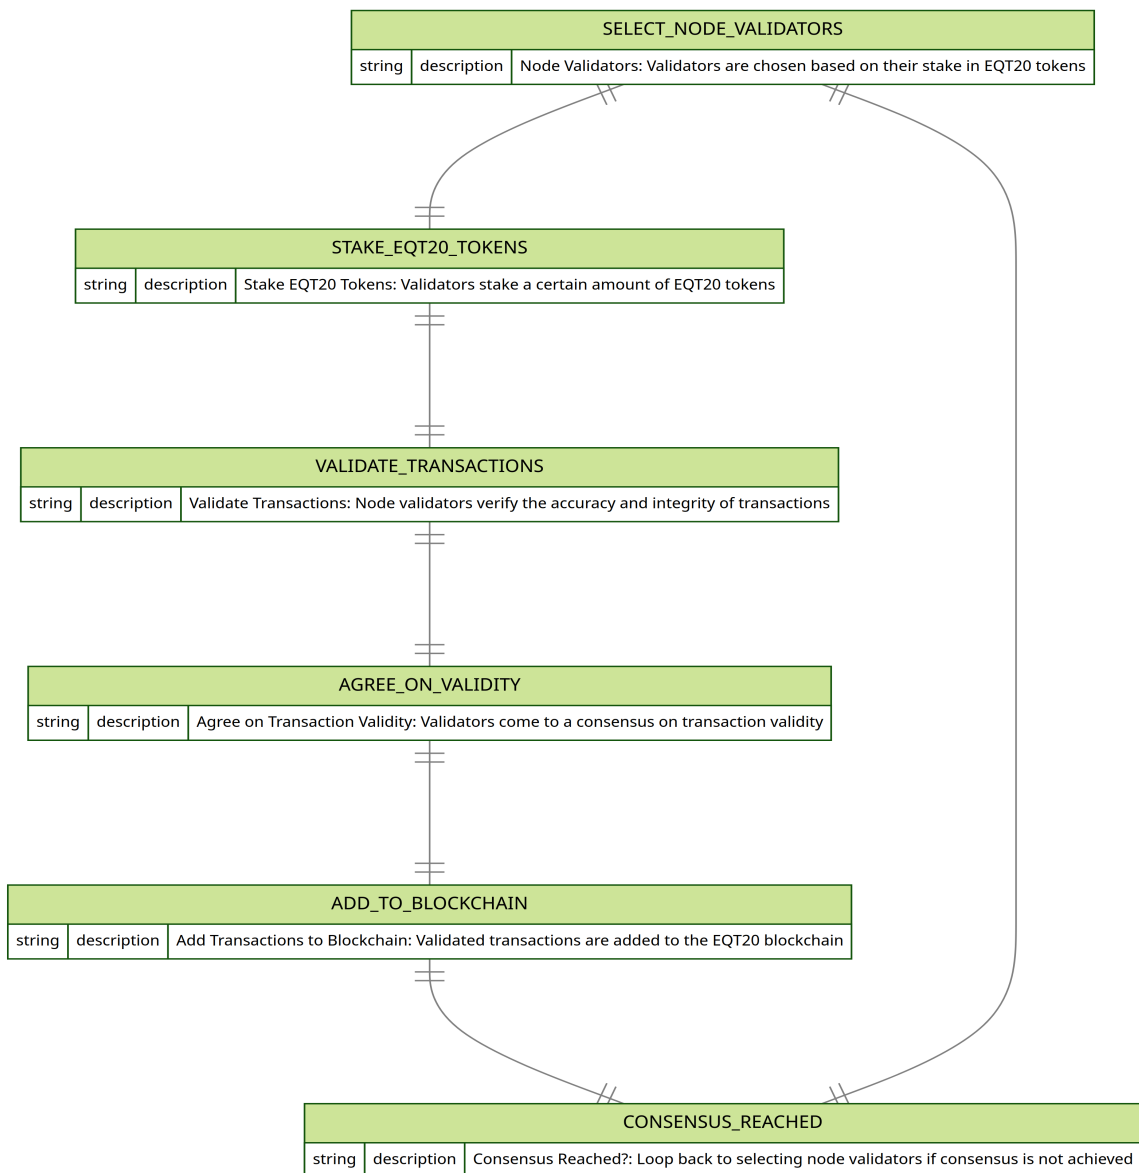 SELECT_NODE_VALIDATORS
string description Node Validators: Validators are chosen based on their stake in EQT20 tokens
STAKE_EQT20_TOKENS
string description Stake EQT20 Tokens: Validators stake a certain amount of EQT20 tokens
VALIDATE_TRANSACTIONS
string description Validate Transactions: Node validators verify the accuracy and integrity of transactions
AGREE_ON_VALIDITY
string description Agree on Transaction Validity: Validators come to a consensus on transaction validity
ADD_TO_BLOCKCHAIN
string description Add Transactions to Blockchain: Validated transactions are added to the EQT20 blockchain
CONSENSUS_REACHED
string description Consensus Reached?: Loop back to selecting node validators if consensus is not achieved